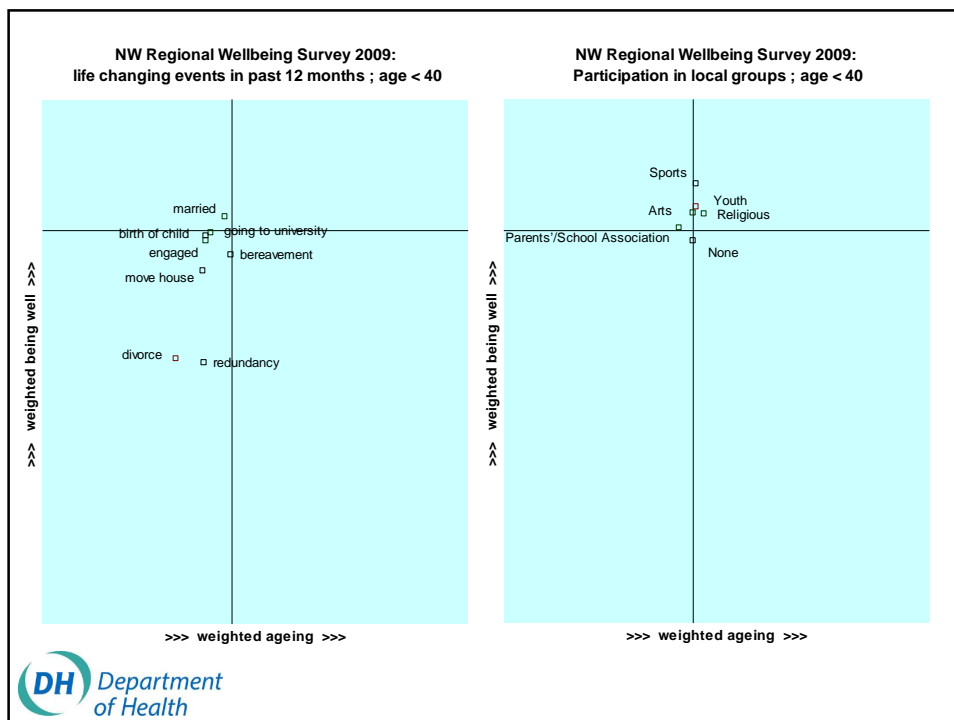 NW Regional Wellbeing Survey 2009:
life changing events in past 12 months ; age < 40
married
birth of child
going to university
engaged
bereavement
move house
divorce
redundancy
>>> weighted being well >>>
>>> weighted ageing >>>
NW Regional Wellbeing Survey 2009:
Participation in local groups ; age < 40
Sports
Youth
Arts
Religious
Parents'/School Association
None
>>> weighted being well >>>
>>> weighted ageing >>>
DH Department
of Health